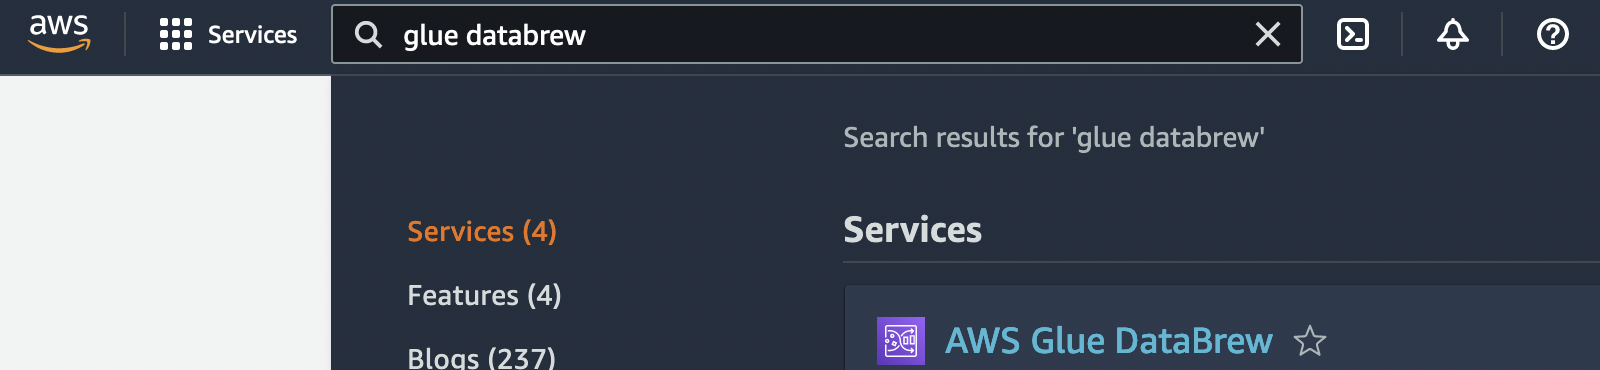 aws
Services
glue databrew
Search results for 'glue databrew'
Services (4)
Features (4)
Blogs (237)
Services
AWS Glue DataBrew